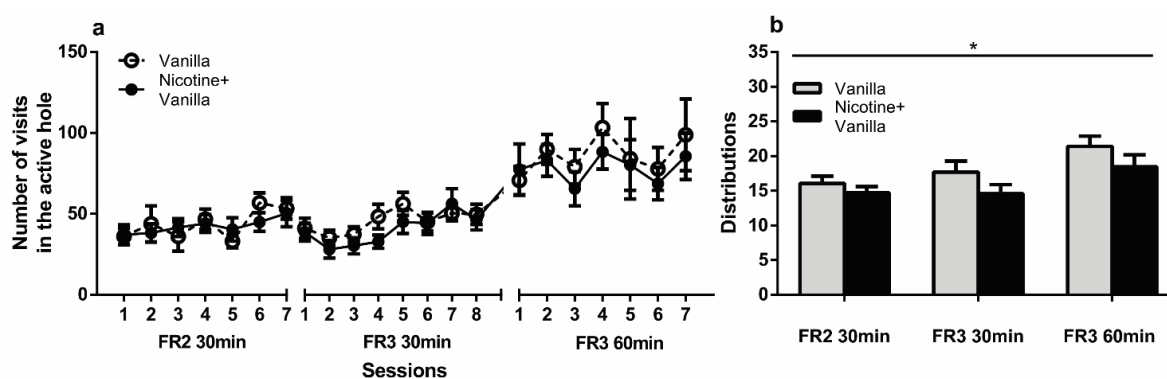 a
Number of visits
in the active hole
150
100
50
0
Vanilla
Nicotine+
Vanilla
1 2 3 4 5 6 7 1 2 3 4 5 6 7 8 1 2 3 4 5 6 7
FR2 30min FR3 30min FR3 60min
Sessions
b
Distributions
35
30
25
20
15
10
5
0
*
Vanilla
Nicotine+
Vanilla
FR2 30min FR3 30min FR3 60min